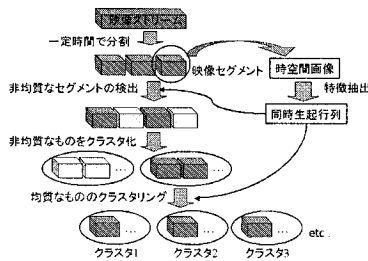 映像ストリーム
一定時間で分割
映像セグメント
時空間画像
非均質なセグメントの検出
特徴抽出
同時生起行列
非均質なものをクラスタ化
… …
均質なもののクラスタリング
… … …
etc.
クラスタ1 クラスタ2 クラスタ3